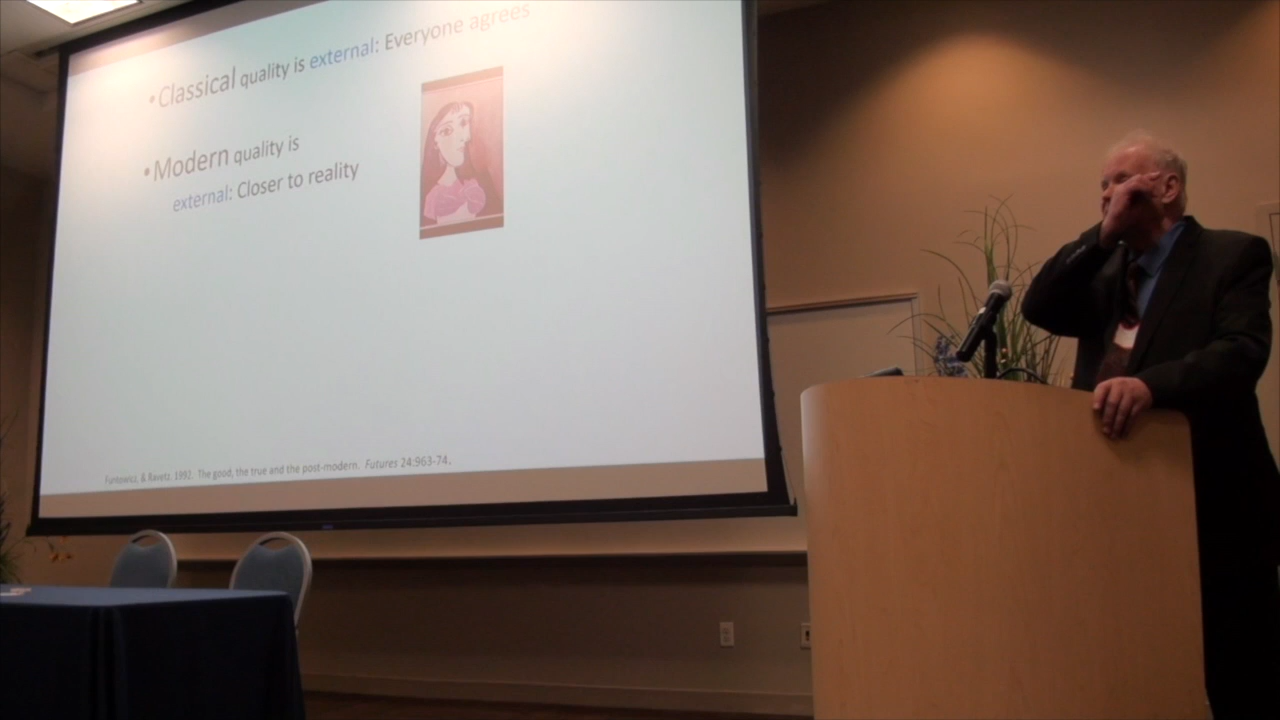 •Classical quality is external: Everyone agrees
•Modern quality is
external: Closer to reality
Funtowicz, & Ravetz. 1992. The good, the true and the post-modern. Futures 24:963-74.